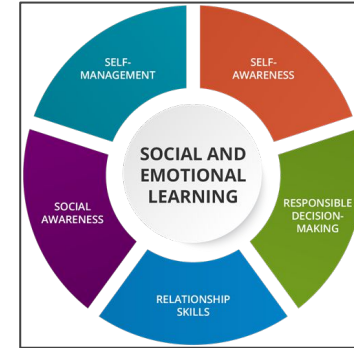 SELF-
MANAGEMENT
SELF-
AWARENESS
SOCIAL AND
EMOTIONAL
LEARNING
SOCIAL
AWARENESS
RESPONSIBLE
DECISION-
MAKING
RELATIONSHIP
SKILLS